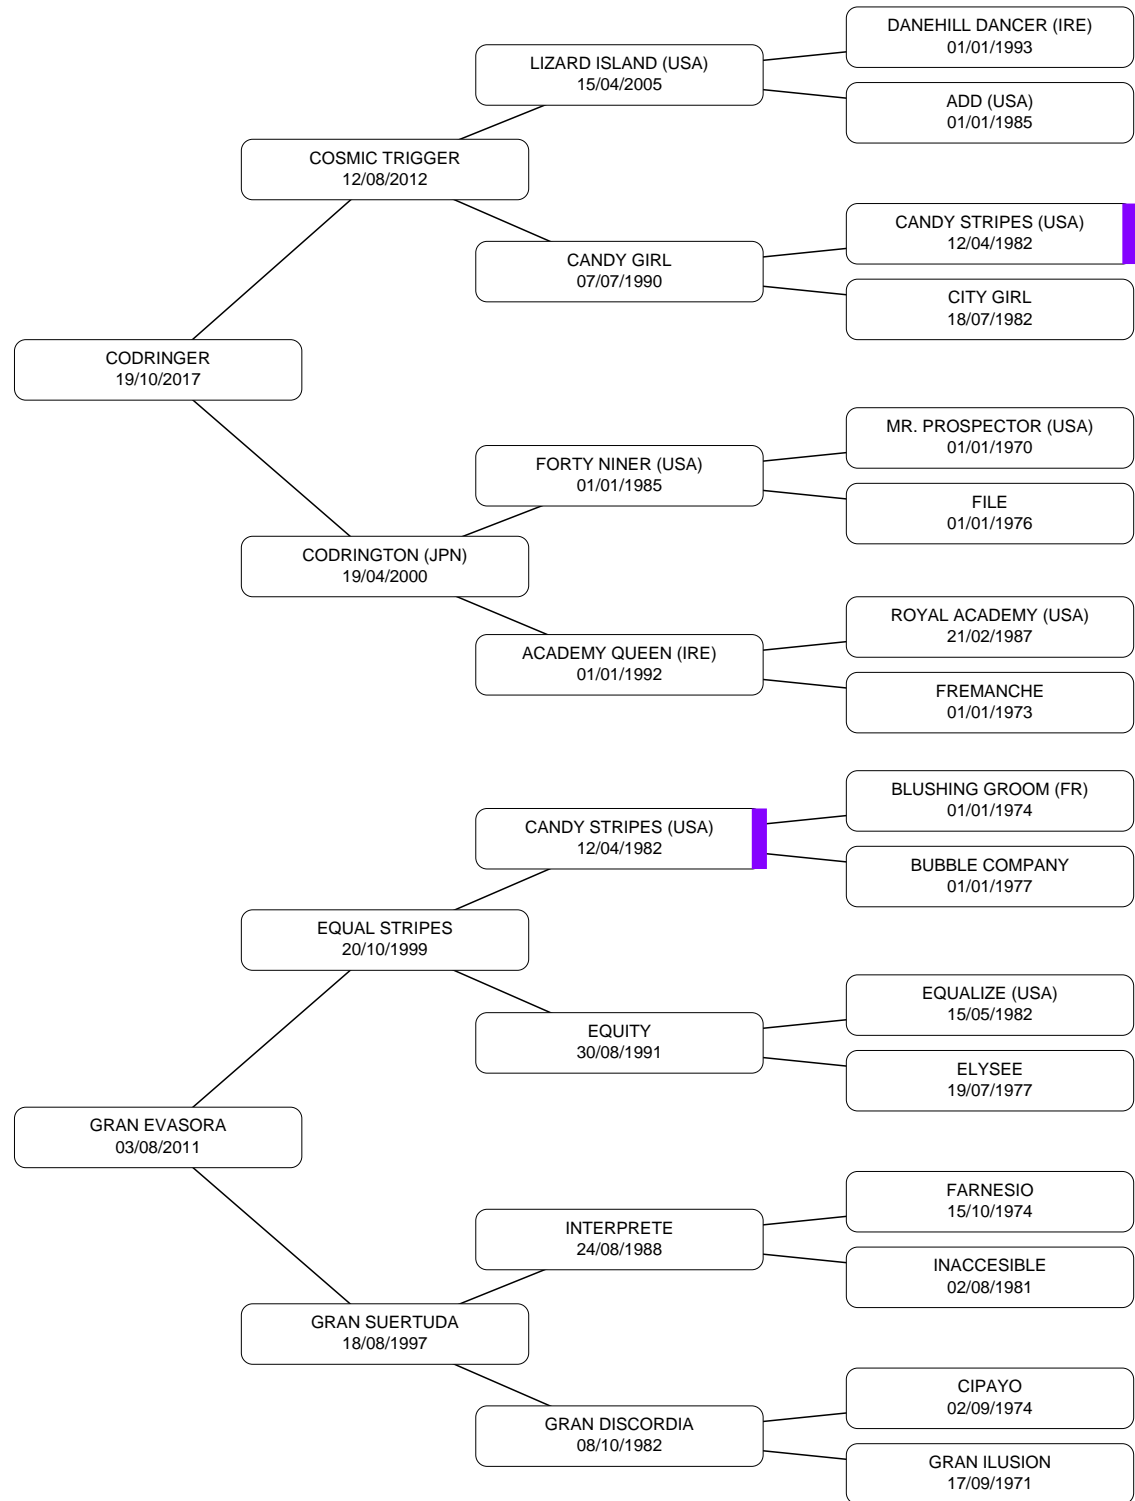 DANEHILL DANCER (IRE)
01/01/1993
LIZARD ISLAND (USA)
15/04/2005
ADD (USA)
01/01/1985
COSMIC TRIGGER
12/08/2012
CANDY STRIPES (USA)
12/04/1982
CANDY GIRL
07/07/1990
CITY GIRL
18/07/1982
CODRINGER
19/10/2017
MR. PROSPECTOR (USA)
01/01/1970
FORTY NINER (USA)
01/01/1985
FILE
01/01/1976
CODRINGTON (JPN)
19/04/2000
ROYAL ACADEMY (USA)
21/02/1987
ACADEMY QUEEN (IRE)
01/01/1992
FREMANCHE
01/01/1973
BLUSHING GROOM (FR)
01/01/1974
CANDY STRIPES (USA)
12/04/1982
BUBBLE COMPANY
01/01/1977
EQUAL STRIPES
20/10/1999
EQUALIZE (USA)
15/05/1982
EQUITY
30/08/1991
ELYSEE
19/07/1977
GRAN EVASORA
03/08/2011
FARNESIO
15/10/1974
INTERPRETE
24/08/1988
INACCESIBLE
02/08/1981
GRAN SUERTUDA
18/08/1997
CIPAYO
02/09/1974
GRAN DISCORDIA
08/10/1982
GRAN ILUSION
17/09/1971